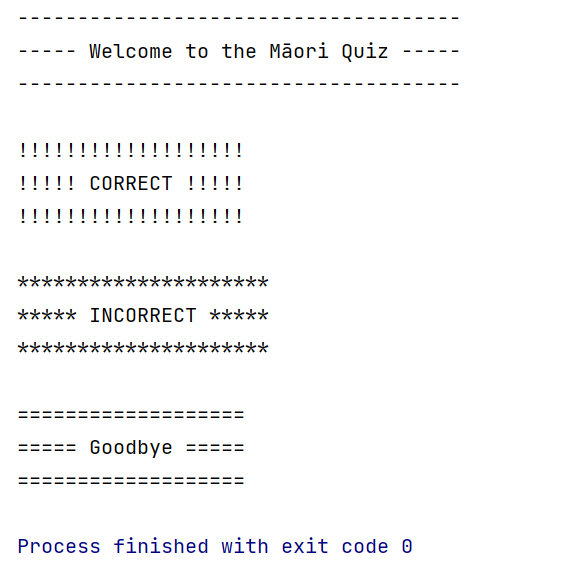 -------------------------------------
----- Welcome to the Māori Quiz -----
-------------------------------------
!!!!!!!!!!!!!!!!!!!
!!!!! CORRECT !!!!!
!!!!!!!!!!!!!!!!!!!
*********************
***** INCORRECT *****
*********************
===================
===== Goodbye =====
===================
Process finished with exit code 0